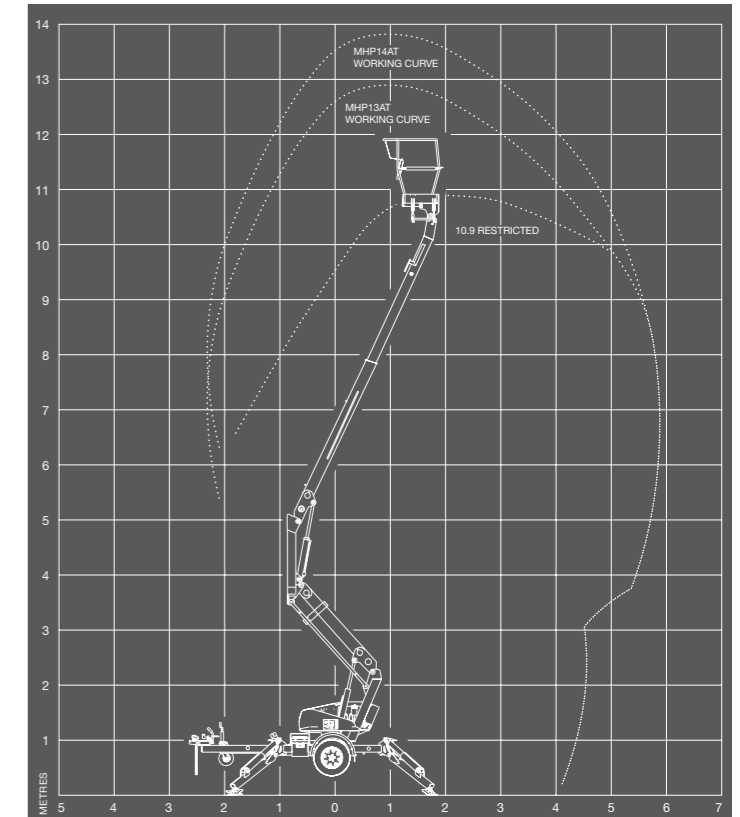 14
13
MHP14AT
WORKING CURVE
12
MHP13AT
WORKING CURVE
11
10
10.9 RESTRICTED
9
8
7
6
5
4
3
2
1
METRES
5 4 3 2 1 0 1 2 3 4 5 6 7